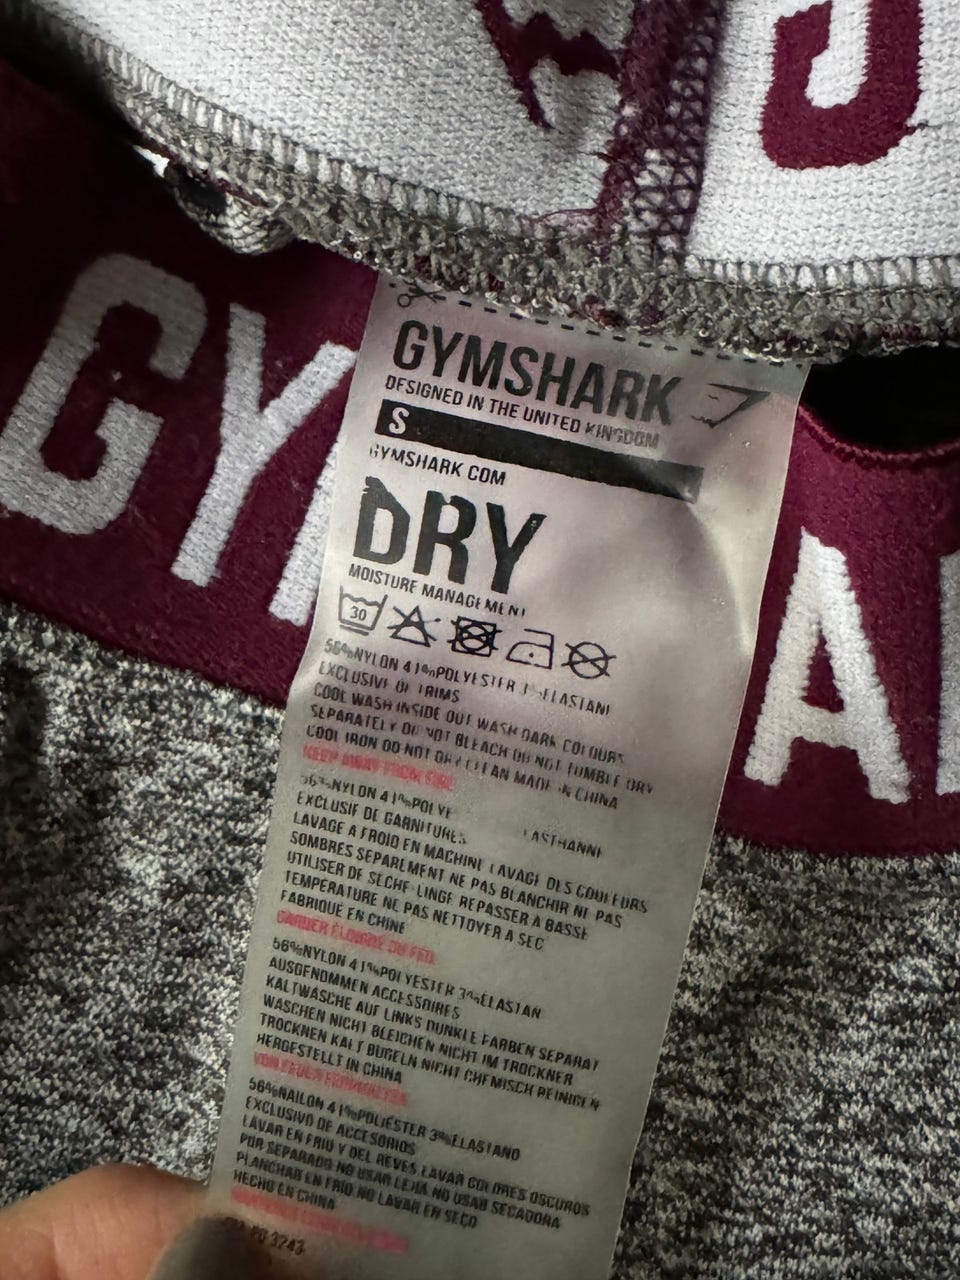 GYMSHARK
DESIGNED IN THE UNITED KINGDOM
S
GYMSHARK COM
DRY
MOISTURE MANAGEMENT
30
56%NYLON 41%POLYESTER 3%ELASTANE
EXCLUSIVE OF TRIMS
COOL WASH INSIDE OUT WASH DARK COLOURS
SEPARATELY DO NOT BLEACH DO NOT TUMBLE DRY
COOL IRON DO NOT DRY CLEAN MADE IN CHINA
KEEP AWAY FROM FIRE
56%NYLON 41%POLYE LASTHANNE
EXCLUSIF DE GARNITURES
LAVAGE A FROID EN MACHINE LAVAGE DES COULEURS
SOMBRES SEPAREMENT NE PAS BLANCHIR NE PAS
UTILISER DE SECHE-LINGE REPASSER A BASSE
TEMPERATURE NE PAS NETTOYER A SEC
FABRIQUE EN CHINE
GARDER ELOIGNE DU FEU
56%NYLON 41%POLYESTER 3%ELASTAN
AUSGENOMMEN ACCESSOIRES
KALTWASCHE AUF LINKS DUNKLE FARBEN SEPARAT
WASCHEN NICHT BLEICHEN NICHT IM TROCKNER
TROCKNEN KALT BUGELN NICHT CHEMISCH REINIGEN
HERGESTELLT IN CHINA
56%NAILON 41%POLIÉSTER 3%ELASTANO
EXCLUSIVO DE ACCESORIOS
LAVAR EN FRIO Y DEL REVES LAVAR COLORES OSCUROS
POR SEPARADO NO USAR LEJIA NO USAR SECADORA
PLANCHAR EN FRIO NO LAVAR EN SECO
HECHO EN CHINA
3243
GY
A